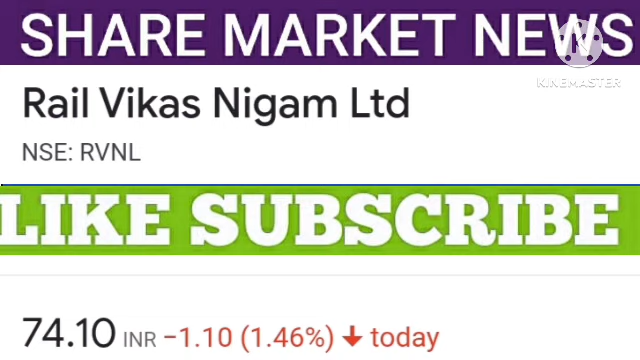 SHARE MARKET NEWS
KINEMASTER
Rail Vikas Nigam Ltd
NSE: RVNL
LIKE SUBSCRIBE
74.10 INR −1.10 (1.46%) ↓ today